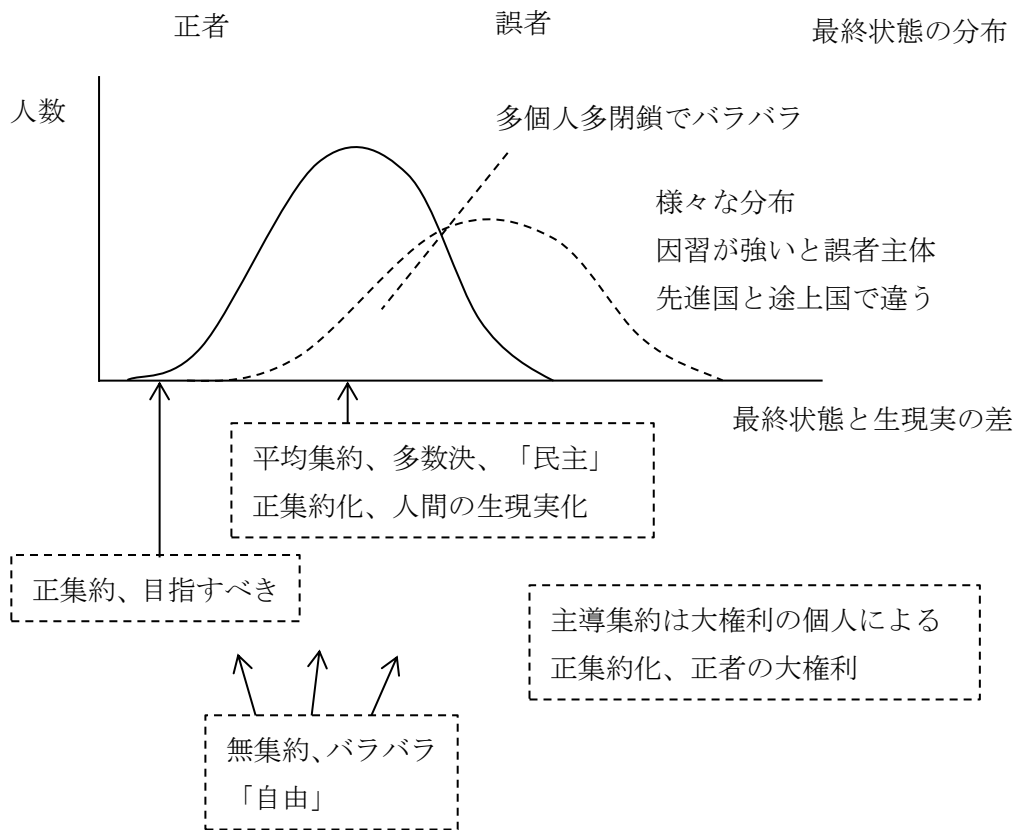 正者
誤者
最終状態の分布
人数
多個人多閉鎖でバラバラ
様々な分布
因習が強いと誤者主体
先進国と途上国で違う
最終状態と生現実の差
平均集約、多数決、「民主」
正集約化、人間の生現実化
正集約、目指すべき
主導集約は大権利の個人による
正集約化、正者の大権利
無集約、バラバラ
「自由」